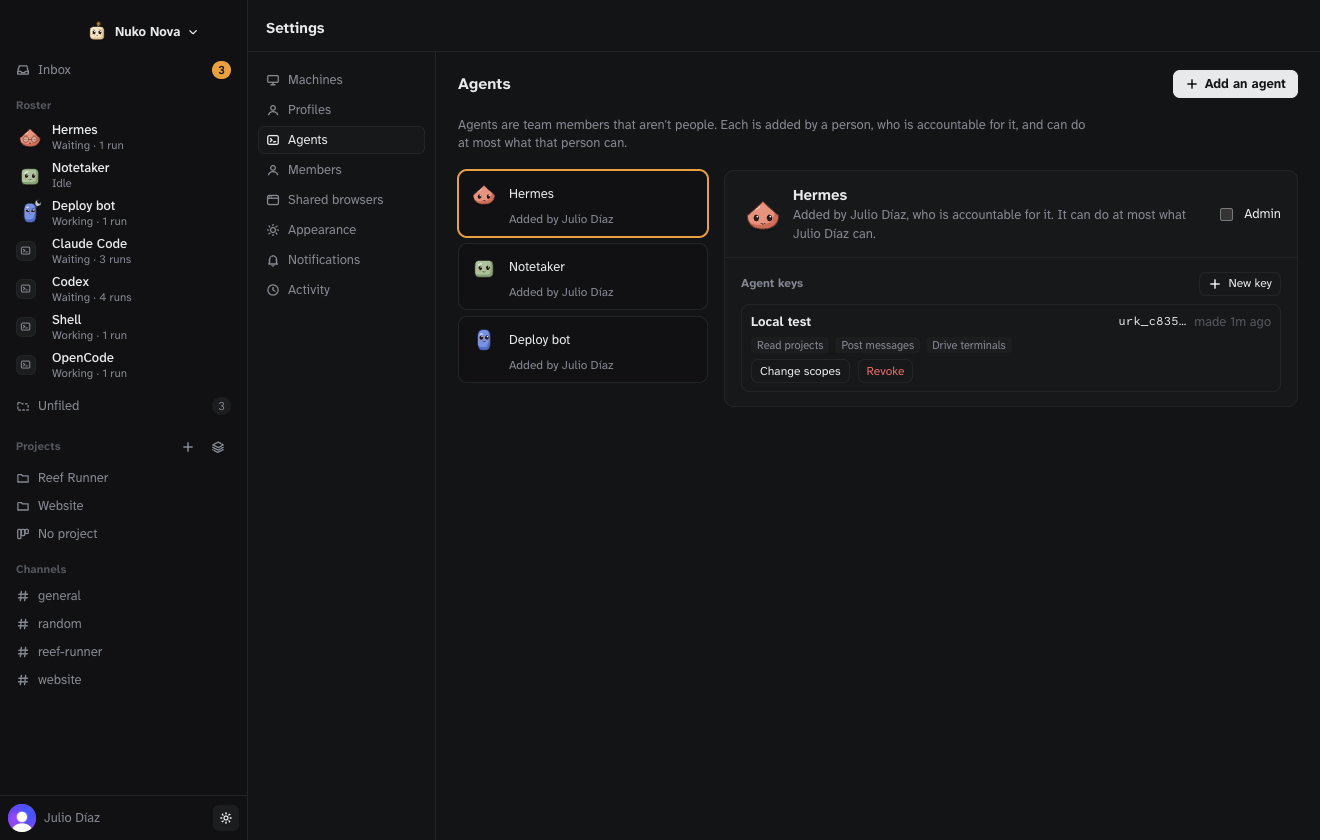 Nuko Nova
Inbox
3
Roster
Hermes
Waiting · 1 run
Notetaker
Idle
Deploy bot
Working · 1 run
Claude Code
Waiting · 3 runs
Codex
Waiting · 4 runs
Shell
Working · 1 run
OpenCode
Working · 1 run
Unfiled
3
Projects
Reef Runner
Website
No project
Channels
general
random
reef-runner
website
Julio Díaz
Settings
Machines
Profiles
Agents
Members
Shared browsers
Appearance
Notifications
Activity
Agents
Add an agent
Agents are team members that aren't people. Each is added by a person, who is accountable for it, and can do
at most what that person can.
Hermes
Added by Julio Díaz
Notetaker
Added by Julio Díaz
Deploy bot
Added by Julio Díaz
Hermes
Added by Julio Díaz, who is accountable for it. It can do at most what
Julio Díaz can.
Admin
Agent keys
New key
Local test
urk_c835… made 1m ago
Read projects Post messages Drive terminals
Change scopes Revoke